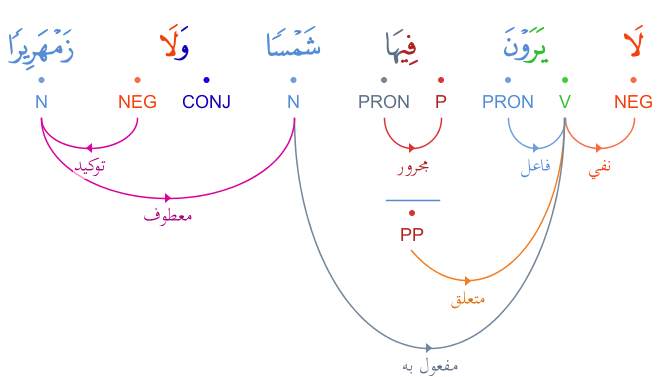 لَا يَرَوْنَ فِيهَا شَمْسًا وَلَا زَمْهَرِيرًا
N NEG CONJ N PRON P PRON V NEG
توكيد مجرور فاعل نفي
معطوف
PP
متعلق
مفعول به